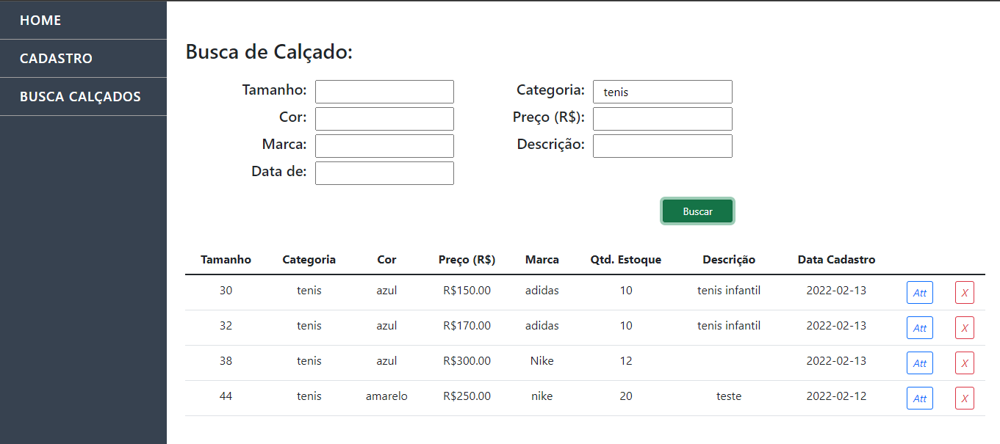 HOME
CADASTRO
BUSCA CALÇADOS
Busca de Calçado:
Tamanho: Categoria: tenis
Cor: Preço (R$):
Marca: Descrição:
Data de:
Buscar
Tamanho Categoria Cor Preço (R$) Marca Qtd. Estoque Descrição Data Cadastro
30 tenis azul R$150.00 adidas 10 tenis infantil 2022-02-13 Att X
32 tenis azul R$170.00 adidas 10 tenis infantil 2022-02-13 Att X
38 tenis azul R$300.00 Nike 12 2022-02-13 Att X
44 tenis amarelo R$250.00 nike 20 teste 2022-02-12 Att X